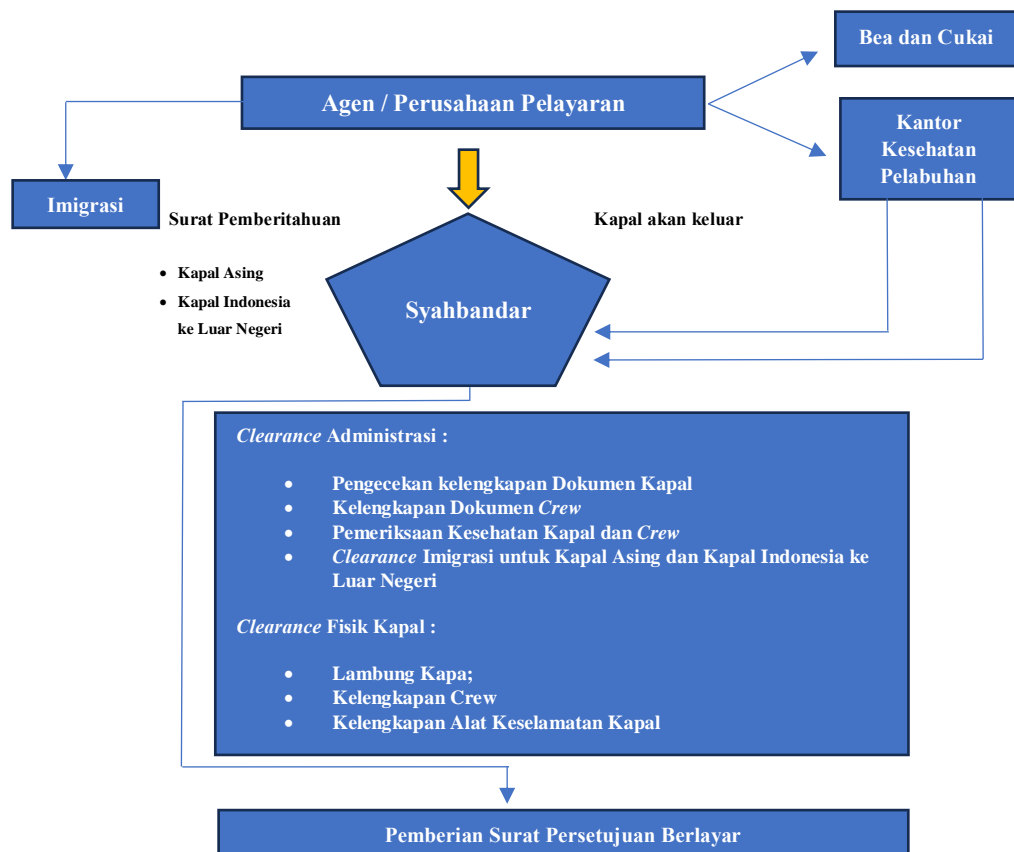 Bea dan Cukai
Agen / Perusahaan Pelayaran
Kantor
Kesehatan
Pelabuhan
Imigrasi
Surat Pemberitahuan
Kapal akan keluar
• Kapal Asing
• Kapal Indonesia
ke Luar Negeri
Syahbandar
Clearance Administrasi :
• Pengecekan kelengkapan Dokumen Kapal
• Kelengkapan Dokumen Crew
• Pemeriksaan Kesehatan Kapal dan Crew
• Clearance Imigrasi untuk Kapal Asing dan Kapal Indonesia ke
Luar Negeri
Clearance Fisik Kapal :
• Lambung Kapa;
• Kelengkapan Crew
• Kelengkapan Alat Keselamatan Kapal
Pemberian Surat Persetujuan Berlayar